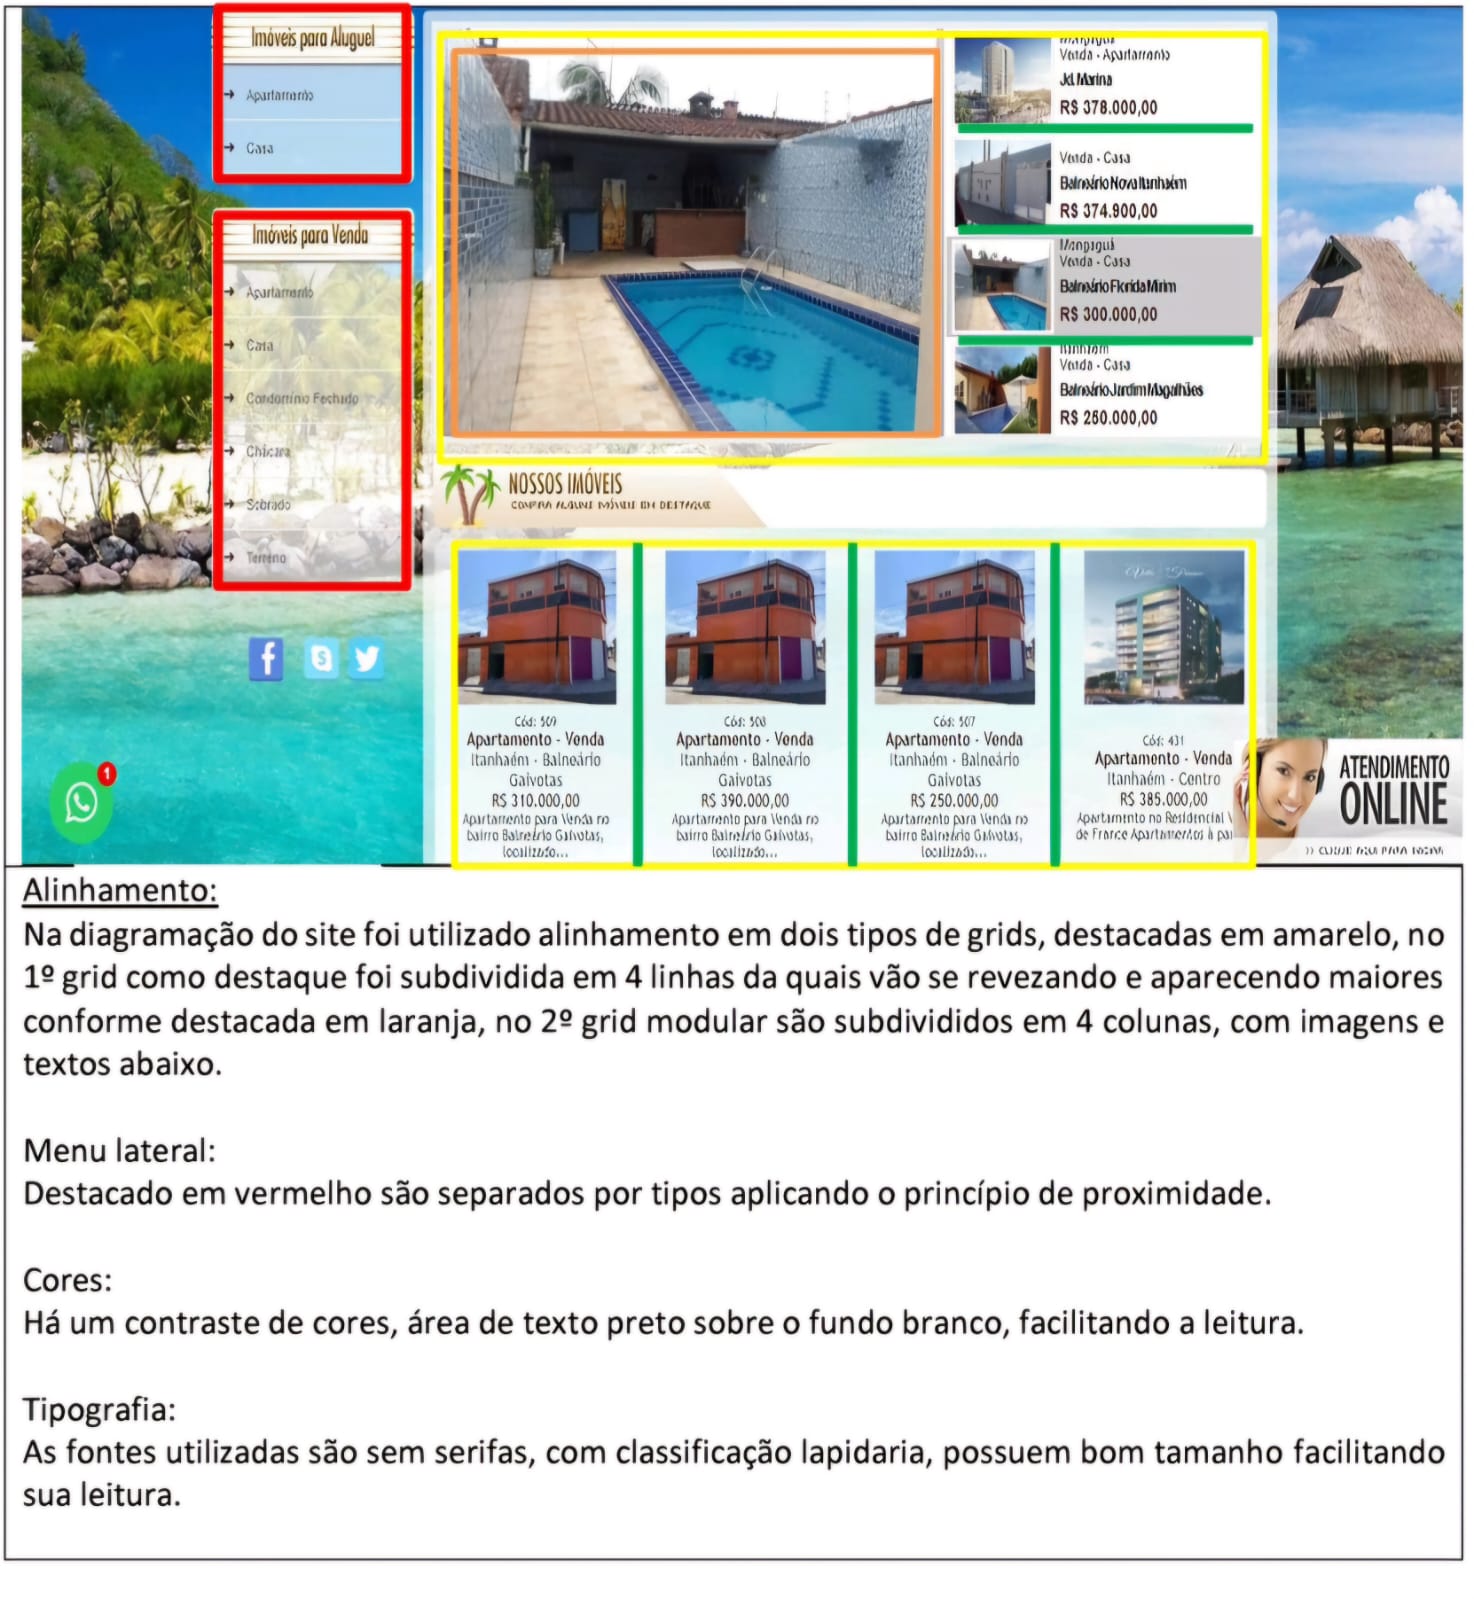 Imóveis para Aluguel
Apartamento
Casa
Imóveis para Venda
Apartamento
Casa
Condomínio Fechado
Chácara
Sobrado
Terreno
Mongaguá
Venda - Apartamento
Jd. Marina
R$ 378.000,00
Venda - Casa
Balneário Nova Itanhaém
R$ 374.900,00
Mongaguá
Venda - Casa
Balneário Florida Mirim
R$ 300.000,00
Itanhaém
Venda - Casa
Balneário Jardim Magalhães
R$ 250.000,00
NOSSOS IMÓVEIS
Cód: 509
Apartamento - Venda
Itanhaém - Balneário
Gaivotas
R$ 310.000,00
Apartamento para Venda no
bairro Balneário Gaivotas,
localizado...
Cód: 508
Apartamento - Venda
Itanhaém - Balneário
Gaivotas
R$ 390.000,00
Apartamento para Venda no
bairro Balneário Gaivotas,
localizado...
Cód: 507
Apartamento - Venda
Itanhaém - Balneário
Gaivotas
R$ 250.000,00
Apartamento para Venda no
bairro Balneário Gaivotas,
localizado...
Cód: 431
Apartamento - Venda
Itanhaém - Centro
R$ 385.000,00
Apartamento no Residencial V
de France Apartamentos à par
1
ATENDIMENTO
ONLINE
Alinhamento:
Na diagramação do site foi utilizado alinhamento em dois tipos de grids, destacadas em amarelo, no
1º grid como destaque foi subdividida em 4 linhas da quais vão se revezando e aparecendo maiores
conforme destacada em laranja, no 2º grid modular são subdivididos em 4 colunas, com imagens e
textos abaixo.
Menu lateral:
Destacado em vermelho são separados por tipos aplicando o princípio de proximidade.
Cores:
Há um contraste de cores, área de texto preto sobre o fundo branco, facilitando a leitura.
Tipografia:
As fontes utilizadas são sem serifas, com classificação lapidaria, possuem bom tamanho facilitando
sua leitura.